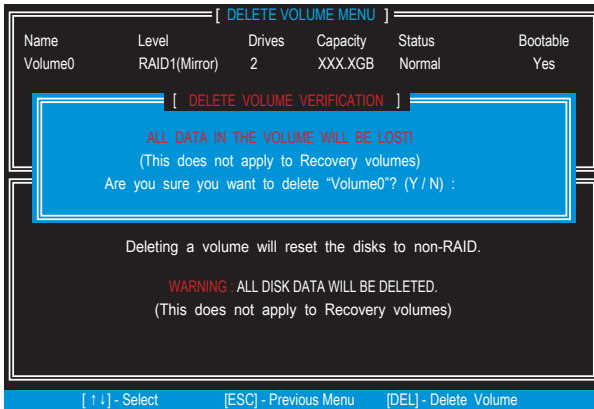 [ DELETE VOLUME MENU ]
Name Level Drives Capacity Status Bootable
Volume0 RAID1(Mirror) 2 XXX.XGB Normal Yes
[ DELETE VOLUME VERIFICATION ]
ALL DATA IN THE VOLUME WILL BE LOST!
(This does not apply to Recovery volumes)
Are you sure you want to delete “Volume0”? (Y / N) :
Deleting a volume will reset the disks to non-RAID.
WARNING : ALL DISK DATA WILL BE DELETED.
(This does not apply to Recovery volumes)
[ ↑↓] - Select [ESC] - Previous Menu [DEL] - Delete Volume